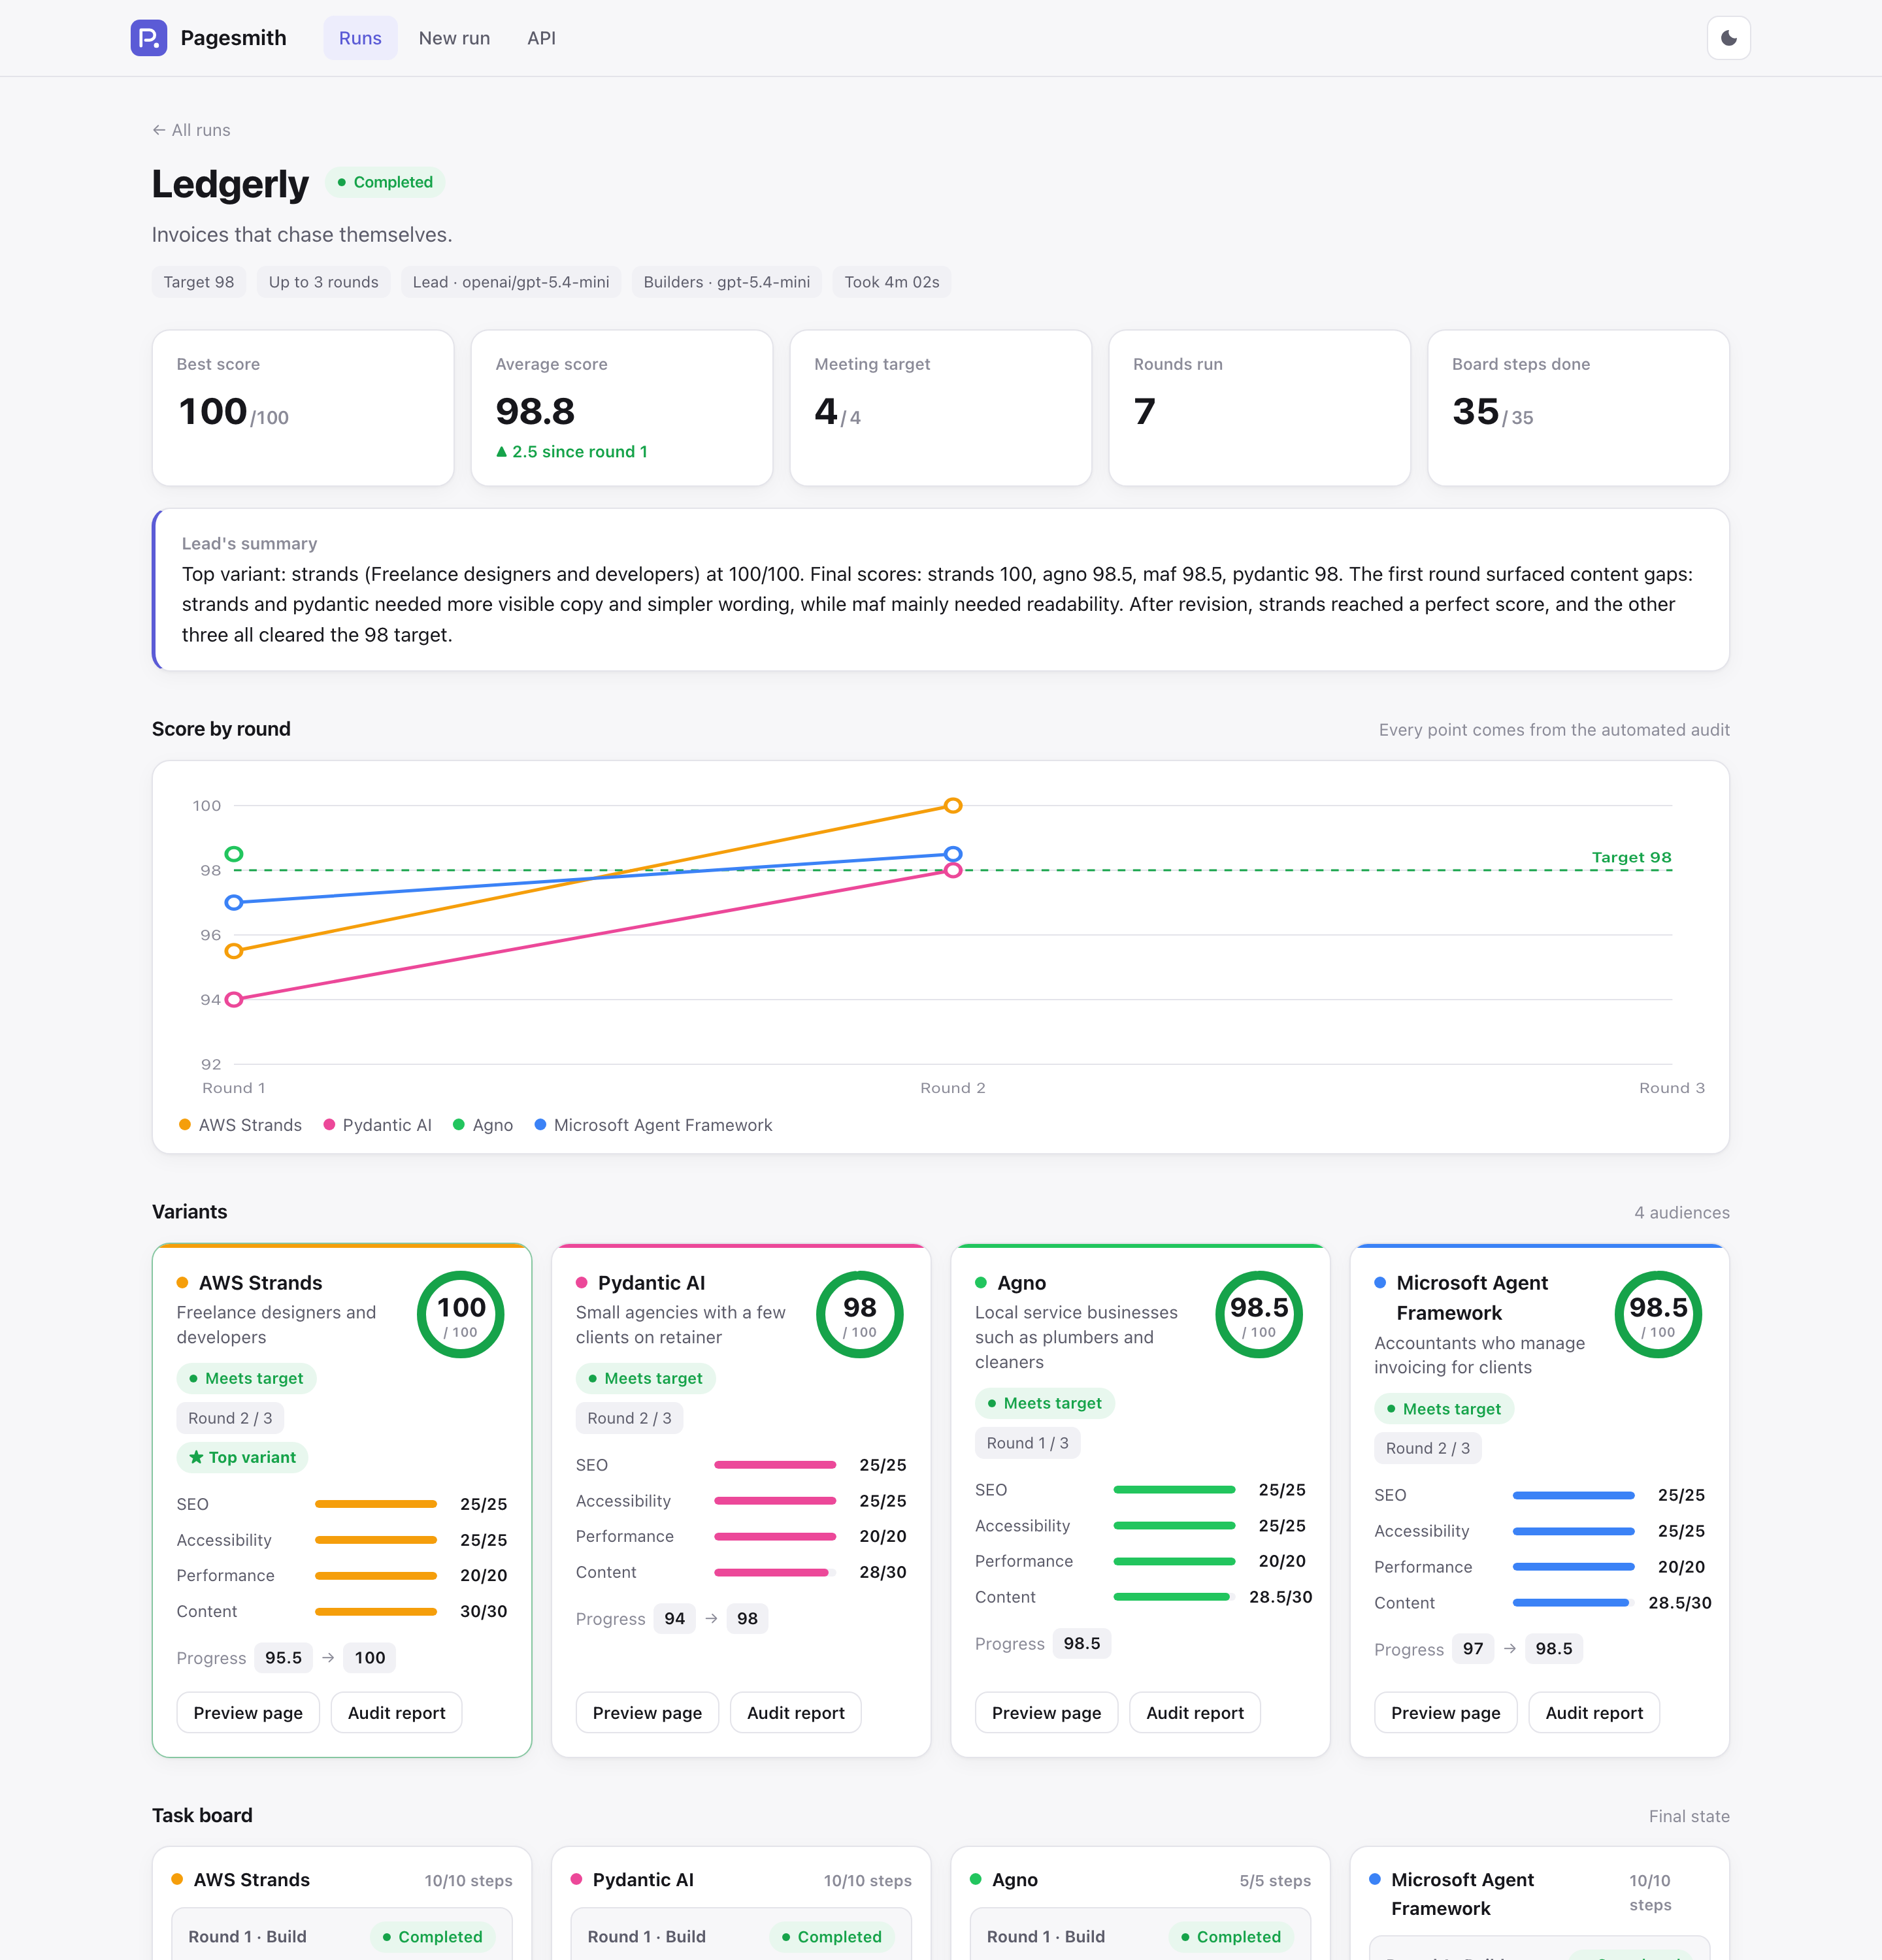 Pagesmith
Runs
New run
API
← All runs
Ledgerly
Completed
Invoices that chase themselves.
Target 98
Up to 3 rounds
Lead · openai/gpt-5.4-mini
Builders · gpt-5.4-mini
Took 4m 02s
Best score
100/100
Average score
98.8
▲ 2.5 since round 1
Meeting target
4/ 4
Rounds run
7
Board steps done
35/ 35
Lead's summary
Top variant: strands (Freelance designers and developers) at 100/100. Final scores: strands 100, agno 98.5, maf 98.5, pydantic 98. The first round surfaced content gaps:
strands and pydantic needed more visible copy and simpler wording, while maf mainly needed readability. After revision, strands reached a perfect score, and the other
three all cleared the 98 target.
Score by round
Every point comes from the automated audit
100
98
96
94
92
Target 98
Round 1
Round 2
Round 3
AWS Strands
Pydantic AI
Agno
Microsoft Agent Framework
Variants
4 audiences
AWS Strands
Freelance designers and
developers
100
/ 100
Meets target
Round 2 / 3
★ Top variant
SEO 25/25
Accessibility 25/25
Performance 20/20
Content 30/30
Progress 95.5 → 100
Preview page
Audit report
Pydantic AI
Small agencies with a few
clients on retainer
98
/ 100
Meets target
Round 2 / 3
SEO 25/25
Accessibility 25/25
Performance 20/20
Content 28/30
Progress 94 → 98
Preview page
Audit report
Agno
Local service businesses
such as plumbers and
cleaners
98.5
/ 100
Meets target
Round 1 / 3
SEO 25/25
Accessibility 25/25
Performance 20/20
Content 28.5/30
Progress 98.5
Preview page
Audit report
Microsoft Agent
Framework
Accountants who manage
invoicing for clients
98.5
/ 100
Meets target
Round 2 / 3
SEO 25/25
Accessibility 25/25
Performance 20/20
Content 28.5/30
Progress 97 → 98.5
Preview page
Audit report
Task board
Final state
AWS Strands
10/10 steps
Round 1 · Build
Completed
Pydantic AI
10/10 steps
Round 1 · Build
Completed
Agno
5/5 steps
Round 1 · Build
Completed
Microsoft Agent
Framework
10/10
steps